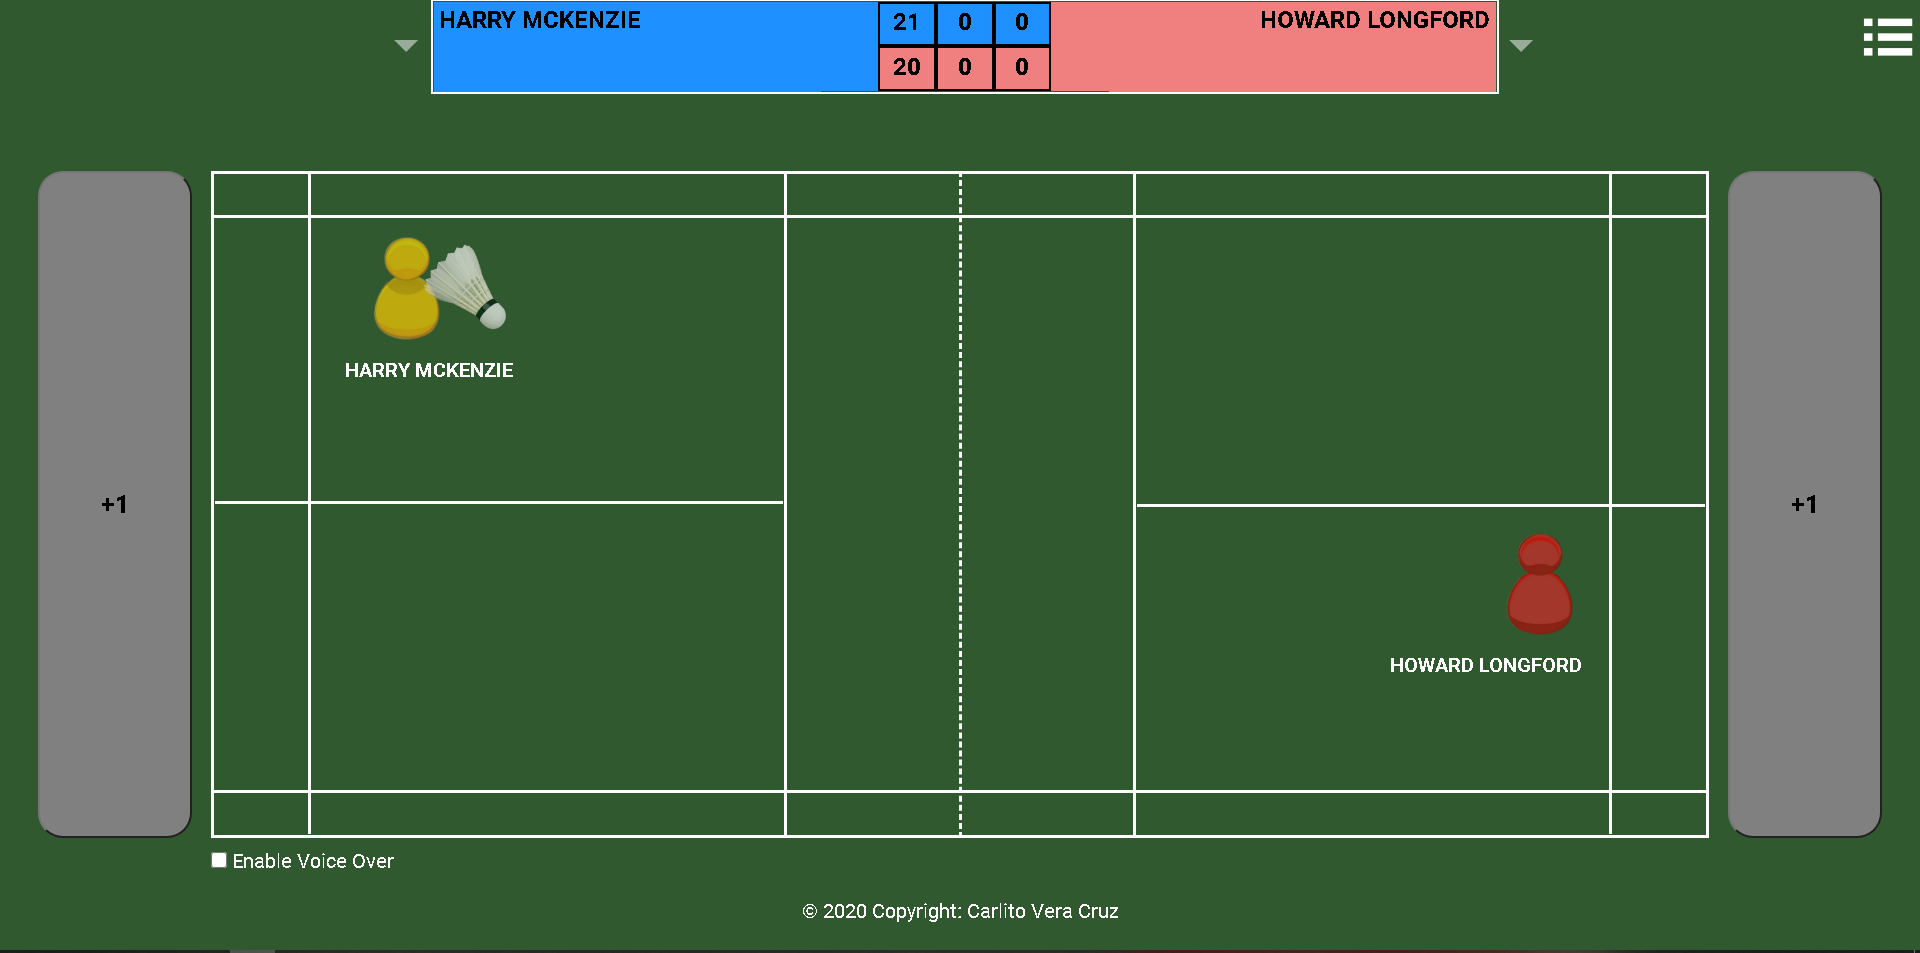 HARRY MCKENZIE
21 0 0
HOWARD LONGFORD
20 0 0
HARRY MCKENZIE
+1
+1
HOWARD LONGFORD
Enable Voice Over
© 2020 Copyright: Carlito Vera Cruz